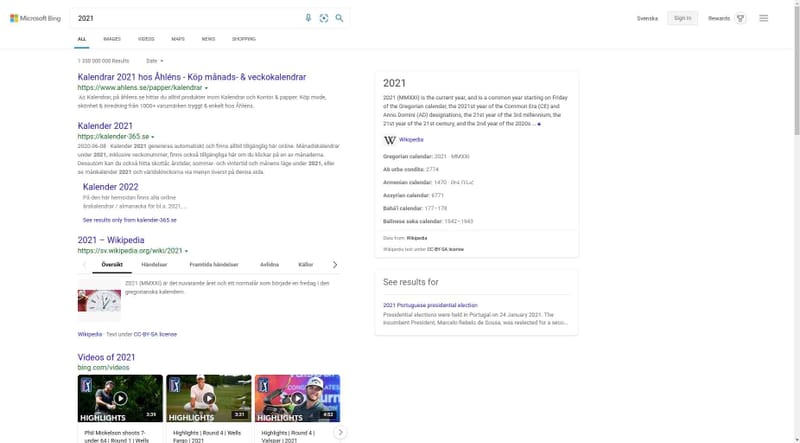 Microsoft Bing
2021
Svenska
Sign in
Rewards
ALL
IMAGES
VIDEOS
MAPS
NEWS
SHOPPING
1 330 000 000 Results
Date
Kalendrar 2021 hos Åhléns - Köp månads- & veckokalendrar
https://www.ahlens.se/papper/kalendrar
Ad Kalendrar, på åhlens.se hittar du alltid produkter inom Kalendrar och Kontor & papper. Köp mode,
skönhet & inredning från 1000+ varumärken tryggt & enkelt hos Åhléns.
Kalender 2021
https://kalender-365.se
2020-06-08 · Kalender 2021 genereras automatiskt och finns alltid tillgänglig här online. Månadskalendrar
under 2021, inklusive veckonummer, finns också tillgängliga här om du klickar på en av månaderna.
Dessutom kan du också hitta skottår, årstider, sommar- och vintertid och månens läge under 2021, eller
se månkalender 2021 och världsklockorna via menyn överst på denna sida.
Kalender 2022
På den här hemsidan finns alla online
årskalendrar / almanacka för bl.a. 2021, ...
See results only from kalender-365.se
2021 – Wikipedia
https://sv.wikipedia.org/wiki/2021
Översikt
Händelser
Framtida händelser
Avlidna
Källor
2021 (MMXXI) är det nuvarande året och ett normalår som började en fredag i den
gregorianska kalendern.
Wikipedia · Text under CC-BY-SA license
Videos of 2021
bing.com/videos
HIGHLIGHTS
3:39
HIGHLIGHTS
3:31
HIGHLIGHTS
4:52
Phil Mickelson shoots 7-
under 64 | Round 1 | Wells
Highlights | Round 4 | Wells
Fargo | 2021
Highlights | Round 4 |
Valspar | 2021
2021
2021 (MMXXI) is the current year, and is a common year starting on Friday
of the Gregorian calendar, the 2021st year of the Common Era (CE) and
Anno Domini (AD) designations, the 21st year of the 3rd millennium, the
21st year of the 21st century, and the 2nd year of the 2020s ...
W Wikipedia
Gregorian calendar: 2021 · MMXXI
Ab urbe condita: 2774
Armenian calendar: 1470 ·
Assyrian calendar: 6771
Bahá'í calendar: 177–178
Balinese saka calendar: 1942–1943
Data from: Wikipedia
Wikipedia text under CC-BY-SA license
See results for
2021 Portuguese presidential election
Presidential elections were held in Portugal on 24 January 2021. The
incumbent President, Marcelo Rebelo de Sousa, was reelected for a seco...